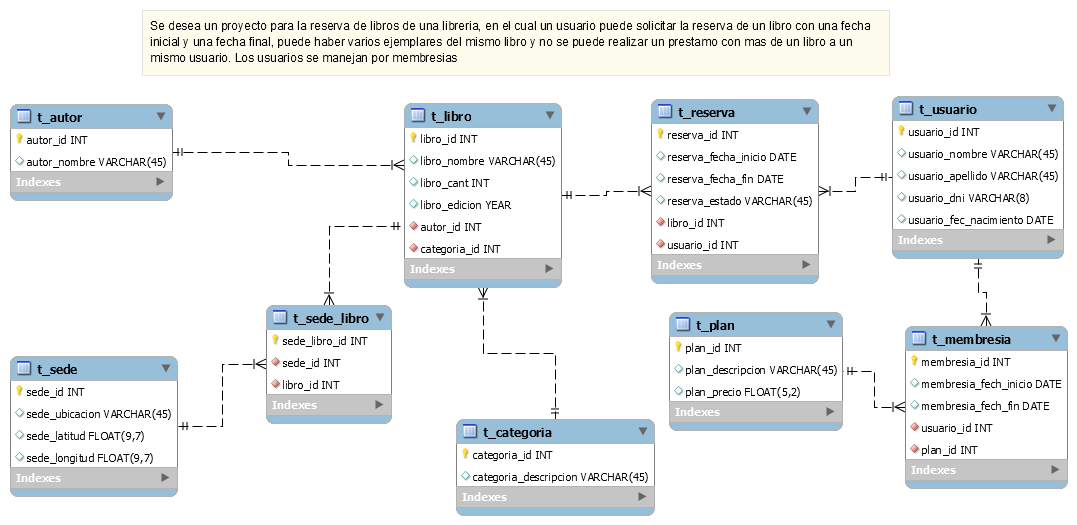 Se desea un proyecto para la reserva de libros de una libreria, en el cual un usuario puede solicitar la reserva de un libro con una fecha
inicial y una fecha final, puede haber varios ejemplares del mismo libro y no se puede realizar un prestamo con mas de un libro a un
mismo usuario. Los usuarios se manejan por membresias
t_autor
autor_id INT
autor_nombre VARCHAR(45)
Indexes
t_libro
libro_id INT
libro_nombre VARCHAR(45)
libro_cant INT
libro_edicion YEAR
autor_id INT
categoria_id INT
Indexes
t_reserva
reserva_id INT
reserva_fecha_inicio DATE
reserva_fecha_fin DATE
reserva_estado VARCHAR(45)
libro_id INT
usuario_id INT
Indexes
t_usuario
usuario_id INT
usuario_nombre VARCHAR(45)
usuario_apellido VARCHAR(45)
usuario_dni VARCHAR(8)
usuario_fec_nacimiento DATE
Indexes
t_sede_libro
sede_libro_id INT
sede_id INT
libro_id INT
Indexes
t_plan
plan_id INT
plan_descripcion VARCHAR(45)
plan_precio FLOAT(5,2)
Indexes
t_membresia
membresia_id INT
membresia_fech_inicio DATE
membresia_fech_fin DATE
usuario_id INT
plan_id INT
Indexes
t_sede
sede_id INT
sede_ubicacion VARCHAR(45)
sede_latitud FLOAT(9,7)
sede_longitud FLOAT(9,7)
Indexes
t_categoria
categoria_id INT
categoria_descripcion VARCHAR(45)
Indexes